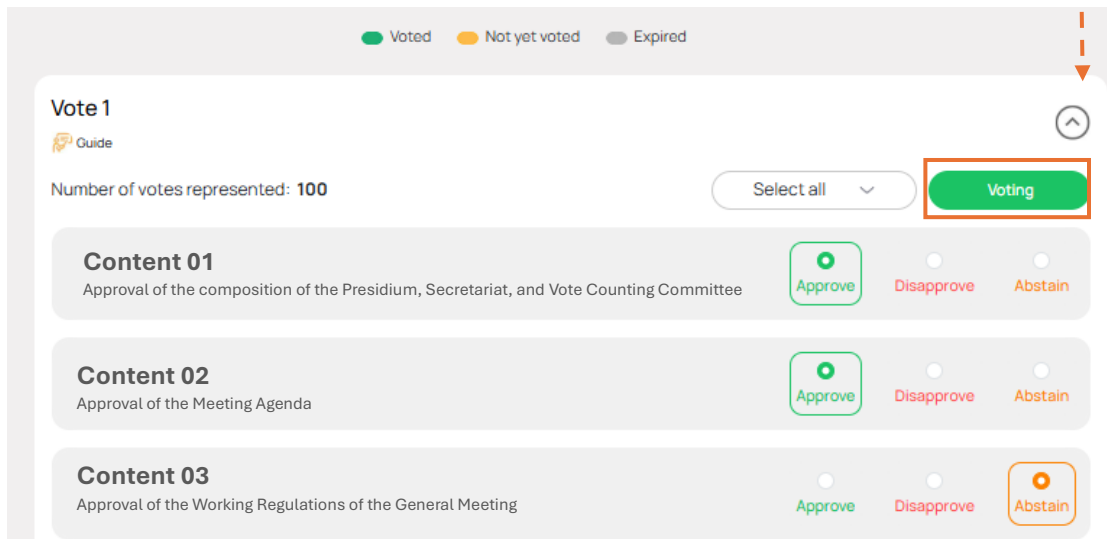 Voted Not yet voted Expired
Vote 1
Guide
Number of votes represented: 100 Select all Voting
Content 01
Approval of the composition of the Presidium, Secretariat, and Vote Counting Committee
Approve Disapprove Abstain
Content 02
Approval of the Meeting Agenda
Approve Disapprove Abstain
Content 03
Approval of the Working Regulations of the General Meeting
Approve Disapprove Abstain